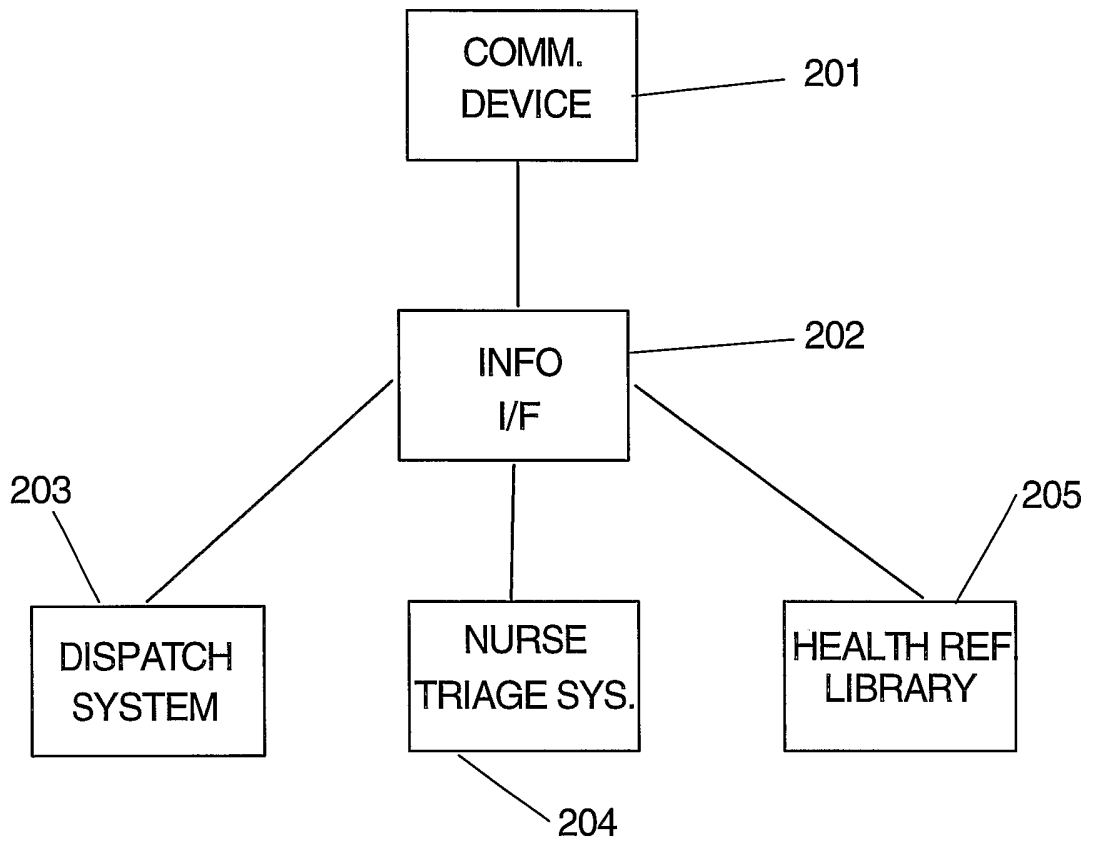 COMM.
DEVICE
201
INFO
I/F
202
203
205
DISPATCH
SYSTEM
NURSE
TRIAGE SYS.
HEALTH REF.
LIBRARY
204